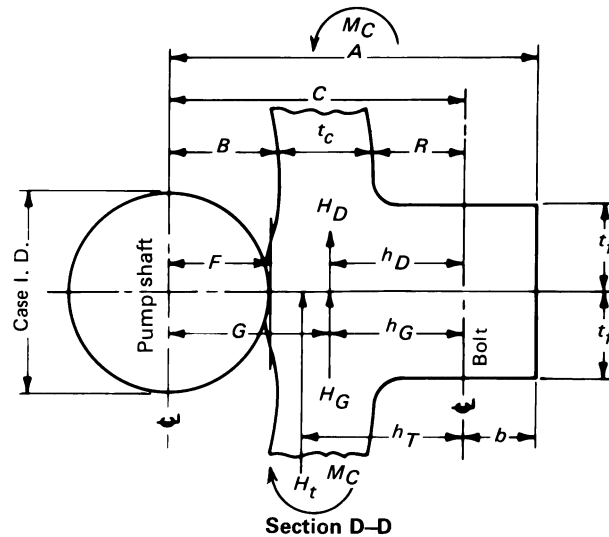 M_C
A
C
B
t_c
R
H_D
Case I. D.
Pump shaft
F
h_D
t_f
G
h_G
Bolt
t_f
H_G
℄
℄
h_T
b
H_t
M_C
Section D–D